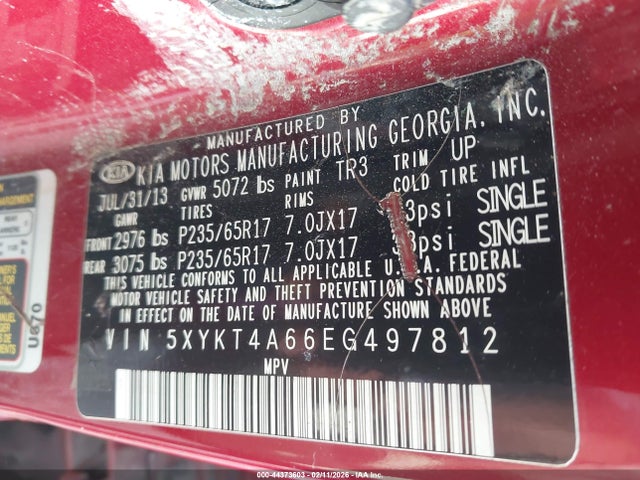 MANUFACTURED BY
KIA KIA MOTORS MANUFACTURING GEORGIA, INC.
JUL/31/13 GVWR 5072 lbs PAINT TR3 TRIM UP
GAWR TIRES RIMS COLD TIRE INFL
FRONT 2976 lbs P235/65R17 7.0JX17 psi SINGLE
REAR 3075 lbs P235/65R17 7.0JX17 psi SINGLE
THIS VEHICLE CONFORMS TO ALL APPLICABLE U.S.A. FEDERAL
MOTOR VEHICLE SAFETY AND THEFT PREVENTION STANDARDS
IN EFFECT ON THE DATE OF MANUFACTURE SHOWN ABOVE
VIN 5XYKT4A66EG497812
MPV
U870
000-44373603 - 02/11/2026 - IAA Inc.